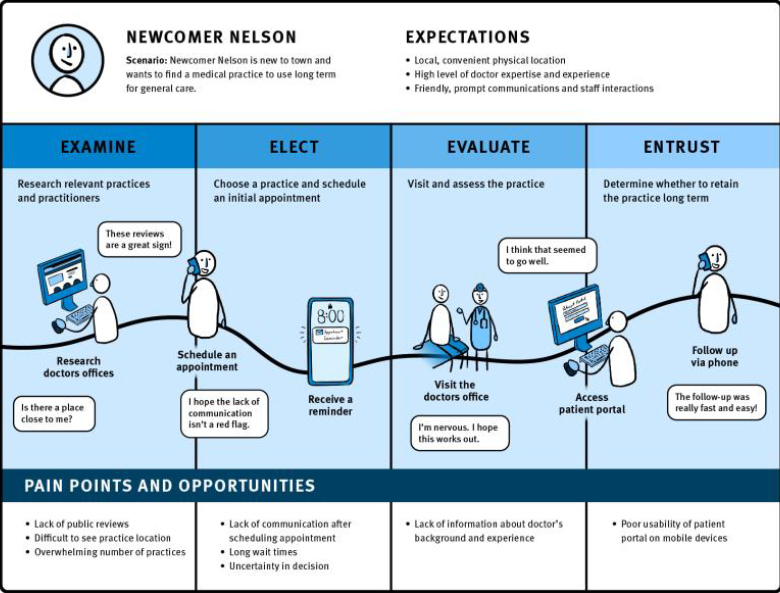 NEWCOMER NELSON
Scenario: Newcomer Nelson is new to town and
wants to find a medical practice to use long term
for general care.
EXPECTATIONS
• Local, convenient physical location
• High level of doctor expertise and experience
• Friendly, prompt communications and staff interactions
EXAMINE
ELECT
EVALUATE
ENTRUST
Research relevant practices
and practitioners
Choose a practice and schedule
an initial appointment
Visit and assess the practice
Determine whether to retain
the practice long term
These reviews
are a great sign!
Research
doctors offices
Is there a place
close to me?
Schedule an
appointment
I hope the lack of
communication
isn't a red flag.
8:00
Appointment
Reminder
Receive a
reminder
Visit the
doctors office
I'm nervous. I hope
this works out.
I think that seemed
to go well.
Patient Portal
Access
patient portal
Follow up
via phone
The follow-up was
really fast and easy!
PAIN POINTS AND OPPORTUNITIES
• Lack of public reviews
• Difficult to see practice location
• Overwhelming number of practices
• Lack of communication after
scheduling appointment
• Long wait times
• Uncertainty in decision
• Lack of information about doctor's
background and experience
• Poor usability of patient
portal on mobile devices